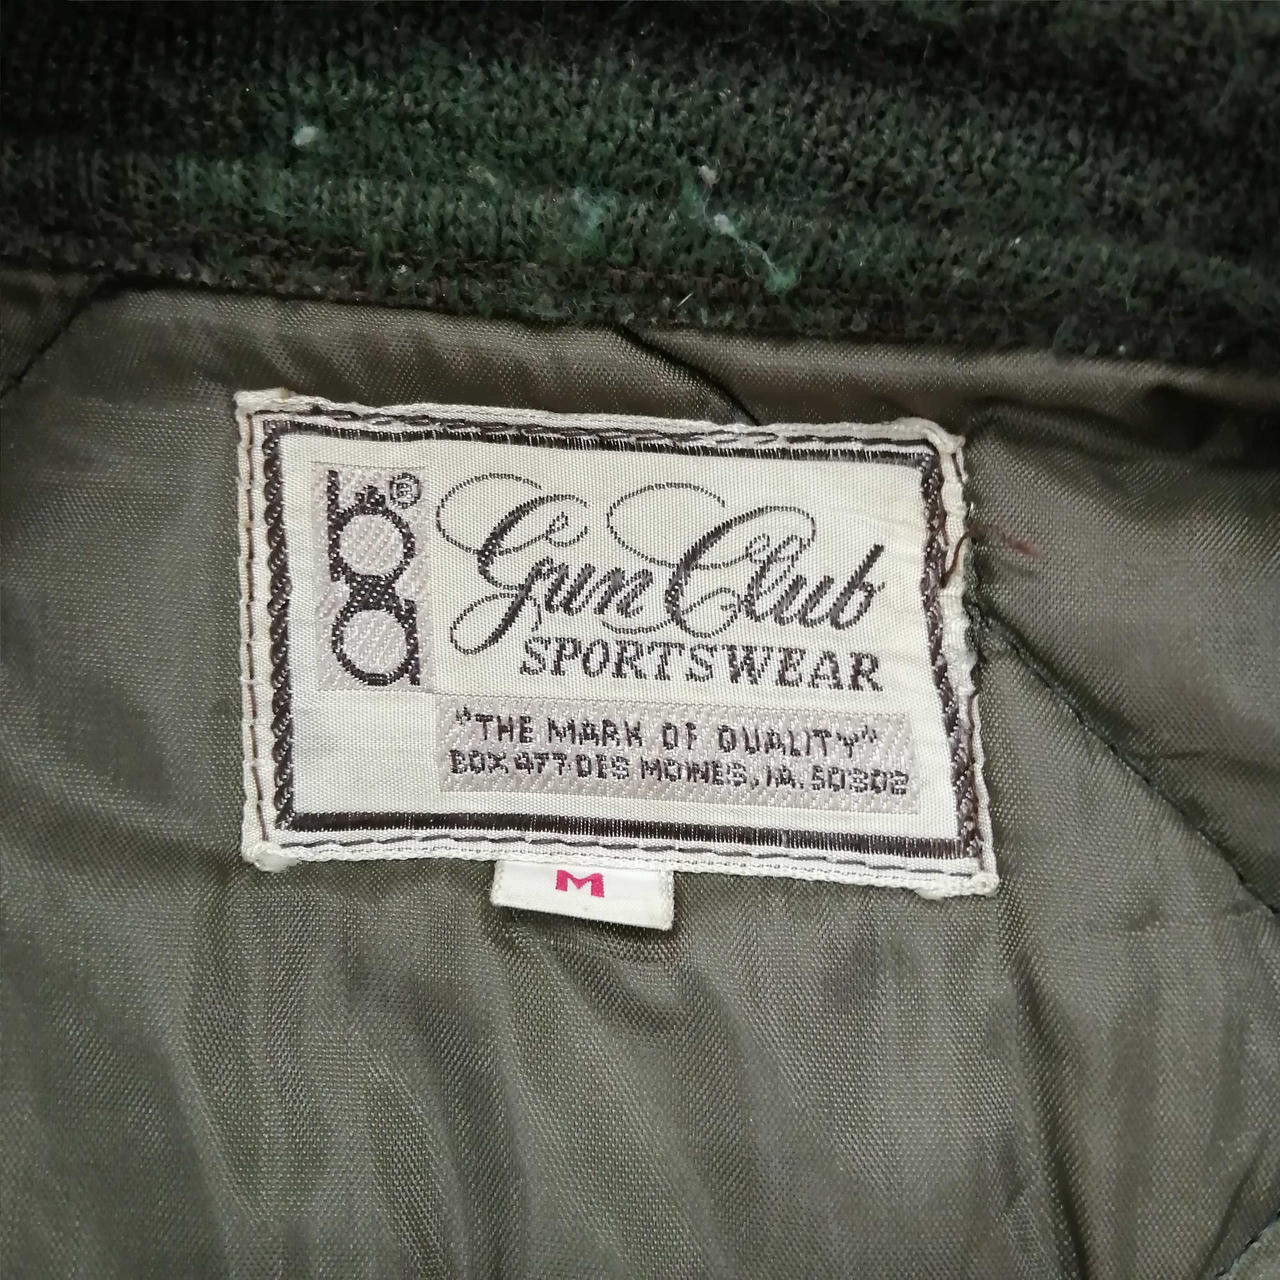 ®
Gun Club
SPORTSWEAR
"THE MARK OF QUALITY"
BOX 477·DES MOINES, IA. 50302
M